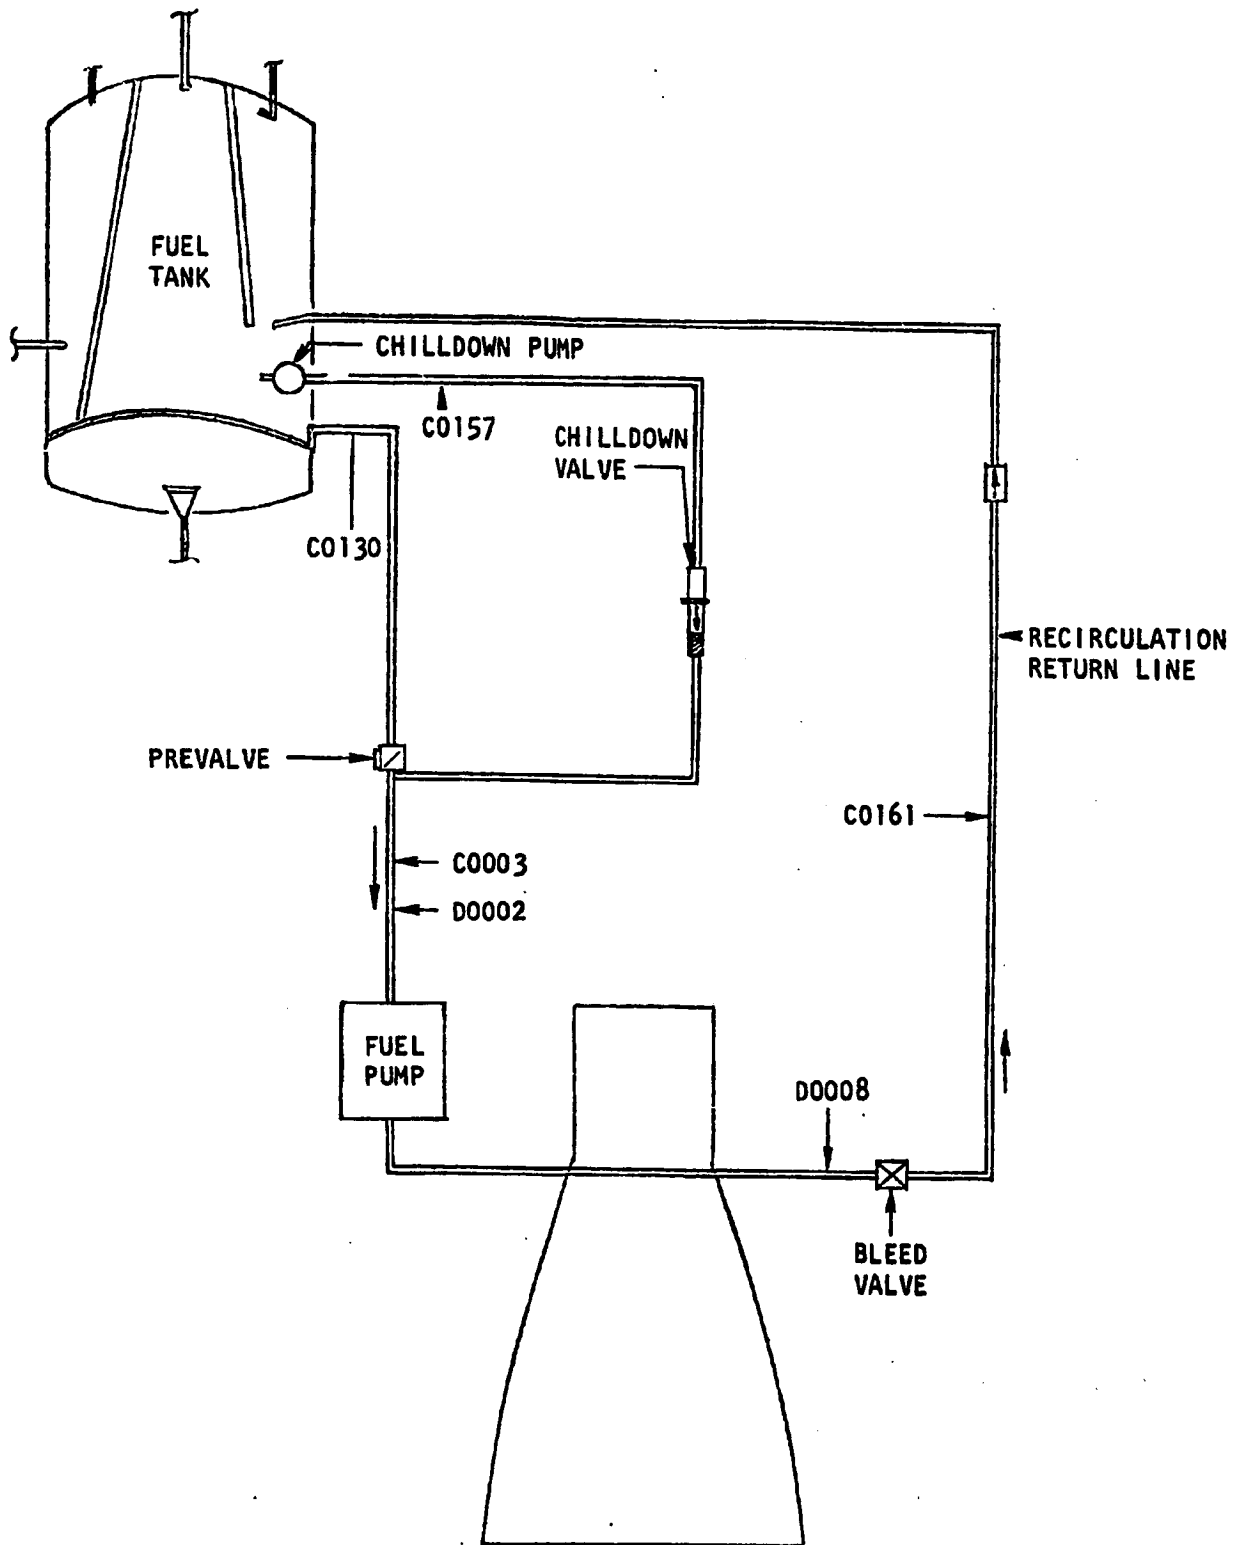 FUEL
TANK
CHILLDOWN PUMP
C0157
CHILLDOWN
VALVE
C0130
RECIRCULATION
RETURN LINE
PREVALVE
C0161
C0003
D0002
FUEL
PUMP
D0008
BLEED
VALVE